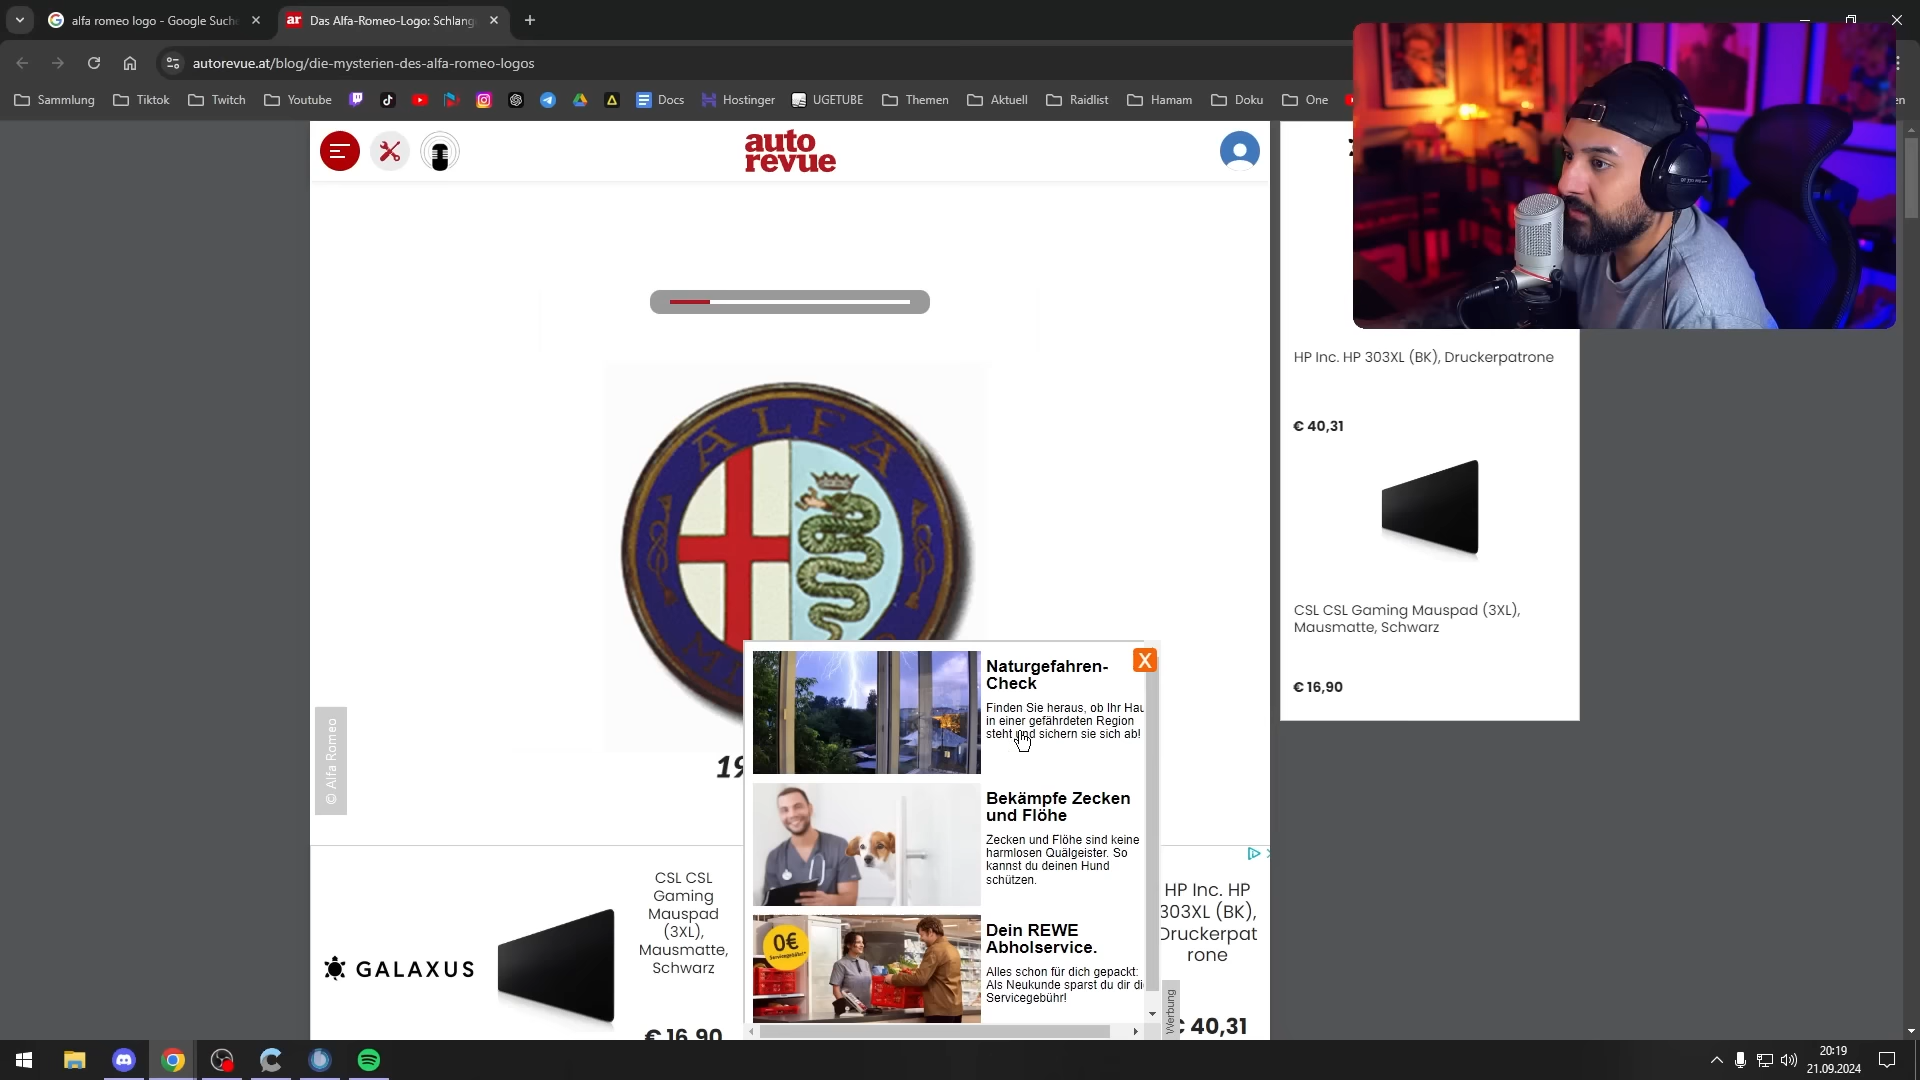 alfa romeo logo - Google Such
Das Alfa-Romeo-Logo: Schlang
autorevue.at/blog/die-mysterien-des-alfa-romeo-logos
Sammlung
Tiktok
Twitch
Youtube
Docs
Hostinger
UGETUBE
Themen
Aktuell
Raidlist
Hamam
Doku
One
en
ar
auto
revue
ALFA
© Alfa Romeo
19
Naturgefahren-
Check
Finden Sie heraus, ob Ihr Hau
in einer gefährdeten Region
steht und sichern sie sich ab!
X
Bekämpfe Zecken
und Flöhe
Zecken und Flöhe sind keine
harmlosen Quälgeister. So
kannst du deinen Hund
schützen.
0€
Servicegebühr*
Dein REWE
Abholservice.
Alles schon für dich gepackt:
Als Neukunde sparst du dir di
Servicegebühr!
Werbung
GALAXUS
CSL CSL
Gaming
Mauspad
(3XL),
Mausmatte,
Schwarz
€ 16,90
HP Inc. HP
303XL (BK),
Druckerpat
rone
€ 40,31
HP Inc. HP 303XL (BK), Druckerpatrone
€ 40,31
CSL CSL Gaming Mauspad (3XL),
Mausmatte, Schwarz
€ 16,90
20:19
21.09.2024